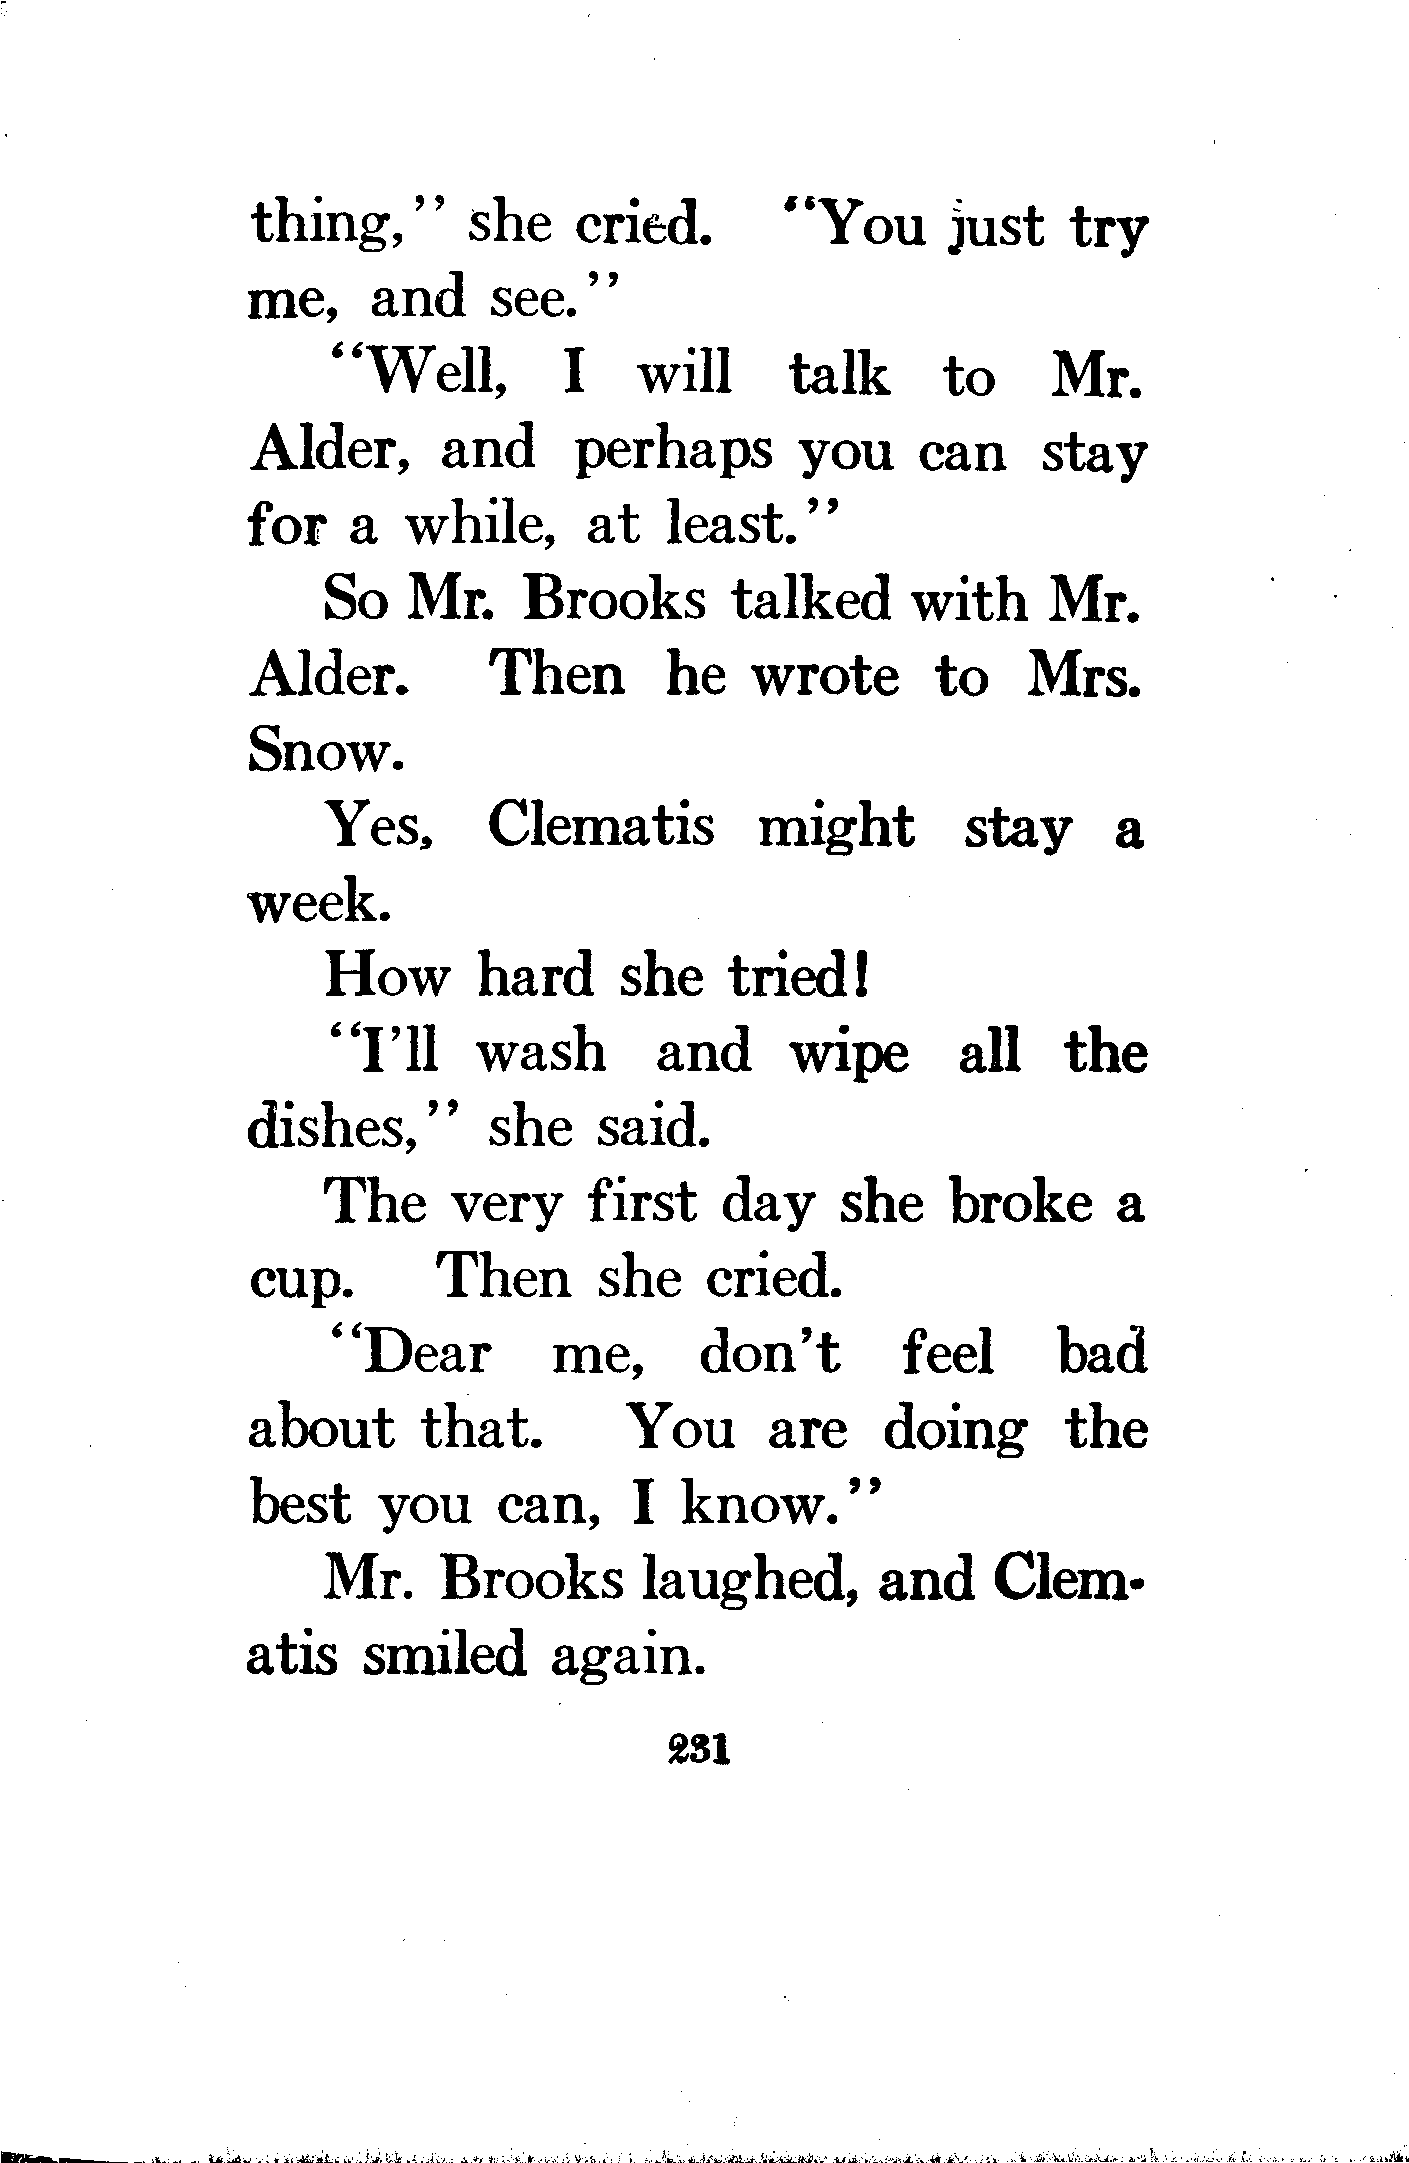 thing,'' she cried. ''You just try
me, and see.''
''Well, I will talk to Mr.
Alder, and perhaps you can stay
for a while, at least.''
So Mr. Brooks talked with Mr.
Alder. Then he wrote to Mrs.
Snow.
Yes, Clematis might stay a
week.
How hard she tried!
''I'll wash and wipe all the
dishes,'' she said.
The very first day she broke a
cup. Then she cried.
''Dear me, don't feel bad
about that. You are doing the
best you can, I know.''
Mr. Brooks laughed, and Clem-
atis smiled again.
231